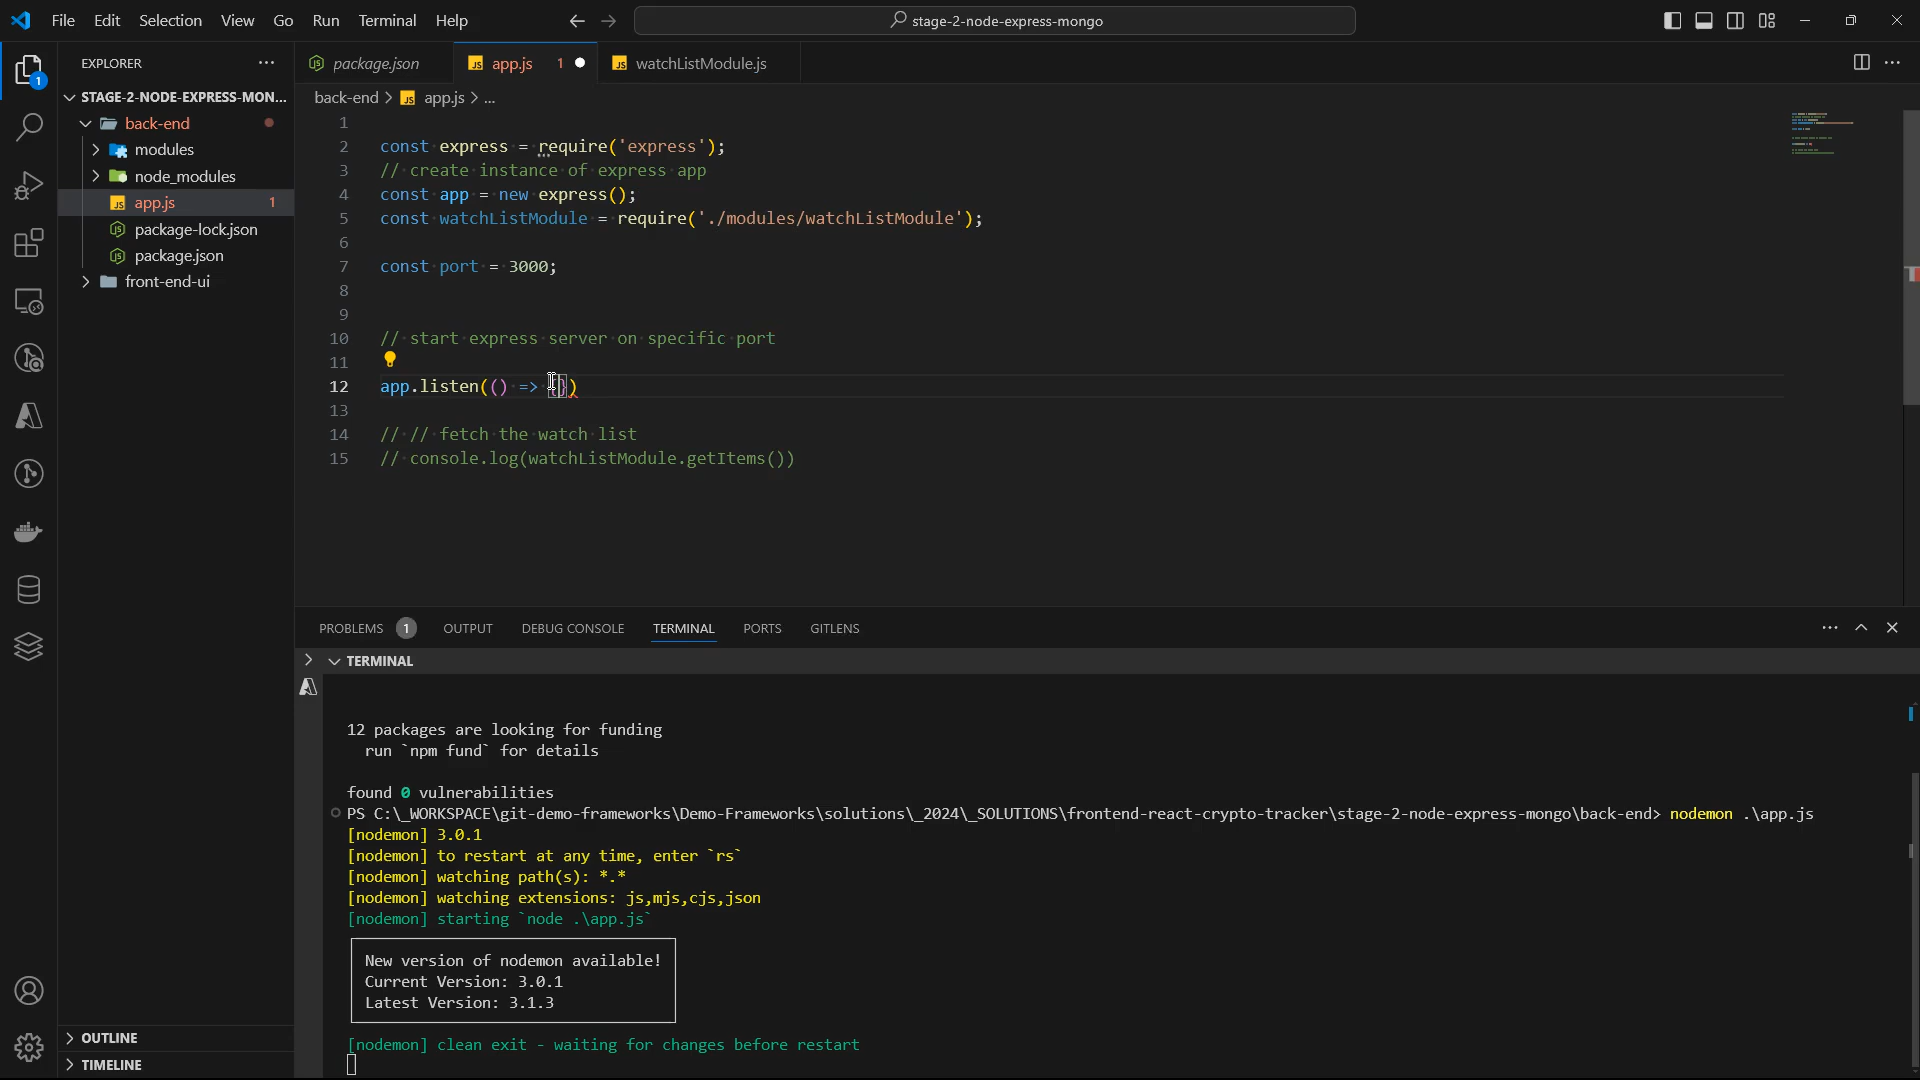 File Edit Selection View Go Run Terminal Help
stage-2-node-express-mongo
EXPLORER
package.json
app.js 1
watchListModule.js
STAGE-2-NODE-EXPRESS-MON...
back-end
modules
node_modules
app.js 1
package-lock.json
package.json
front-end-ui
OUTLINE
TIMELINE
1
back-end > app.js > ...
1
2 const express = require('express');
3 // create instance of express app
4 const app = new express();
5 const watchListModule = require('./modules/watchListModule');
6
7 const port = 3000;
8
9
10 // start express server on specific port
11
12 app.listen(() => {})
13
14 // // fetch the watch list
15 // console.log(watchListModule.getItems())
PROBLEMS 1 OUTPUT DEBUG CONSOLE TERMINAL PORTS GITLENS
TERMINAL
12 packages are looking for funding
run `npm fund` for details
found 0 vulnerabilities
PS C:\_WORKSPACE\git-demo-frameworks\Demo-Frameworks\solutions\_2024\_SOLUTIONS\frontend-react-crypto-tracker\stage-2-node-express-mongo\back-end> nodemon .\app.js
[nodemon] 3.0.1
[nodemon] to restart at any time, enter `rs`
[nodemon] watching path(s): *.*
[nodemon] watching extensions: js,mjs,cjs,json
[nodemon] starting `node .\app.js`
New version of nodemon available!
Current Version: 3.0.1
Latest Version: 3.1.3
[nodemon] clean exit - waiting for changes before restart